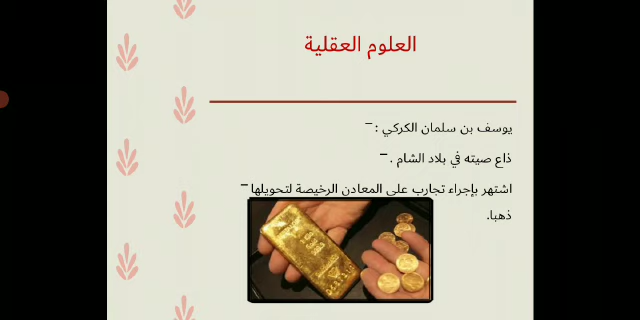 العلوم العقلية
يوسف بن سلمان الكركي : –
ذاع صيته في بلاد الشام . –
اشتهر بإجراء تجارب على المعادن الرخيصة لتحويلها –
ذهبا.